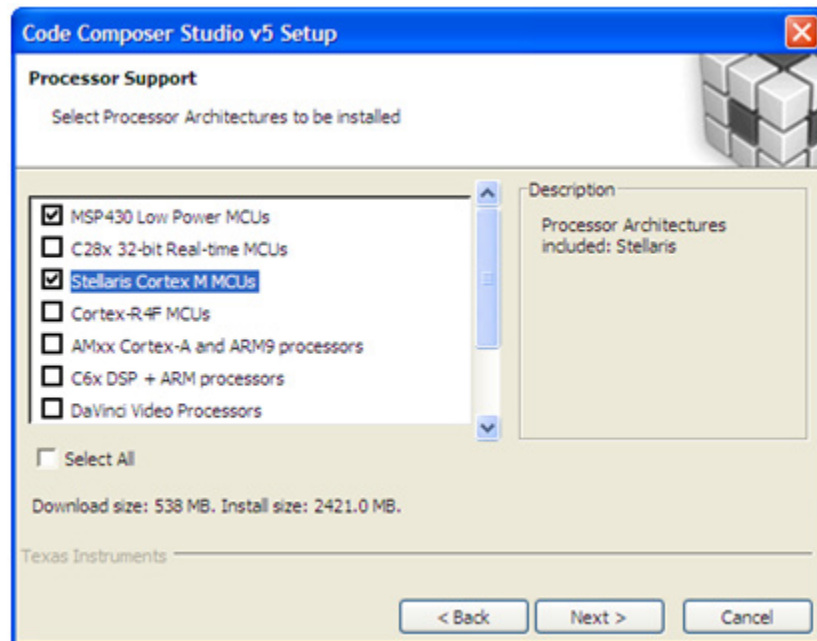 Code Composer Studio v5 Setup
Processor Support
Select Processor Architectures to be installed
MSP430 Low Power MCUs
C28x 32-bit Real-time MCUs
Stellaris Cortex M MCUs
Cortex-R4F MCUs
AMxx Cortex-A and ARM9 processors
C6x DSP + ARM processors
DaVinci Video Processors
Description
Processor Architectures
included: Stellaris
Select All
Download size: 538 MB. Install size: 2421.0 MB.
Texas Instruments
< Back
Next >
Cancel